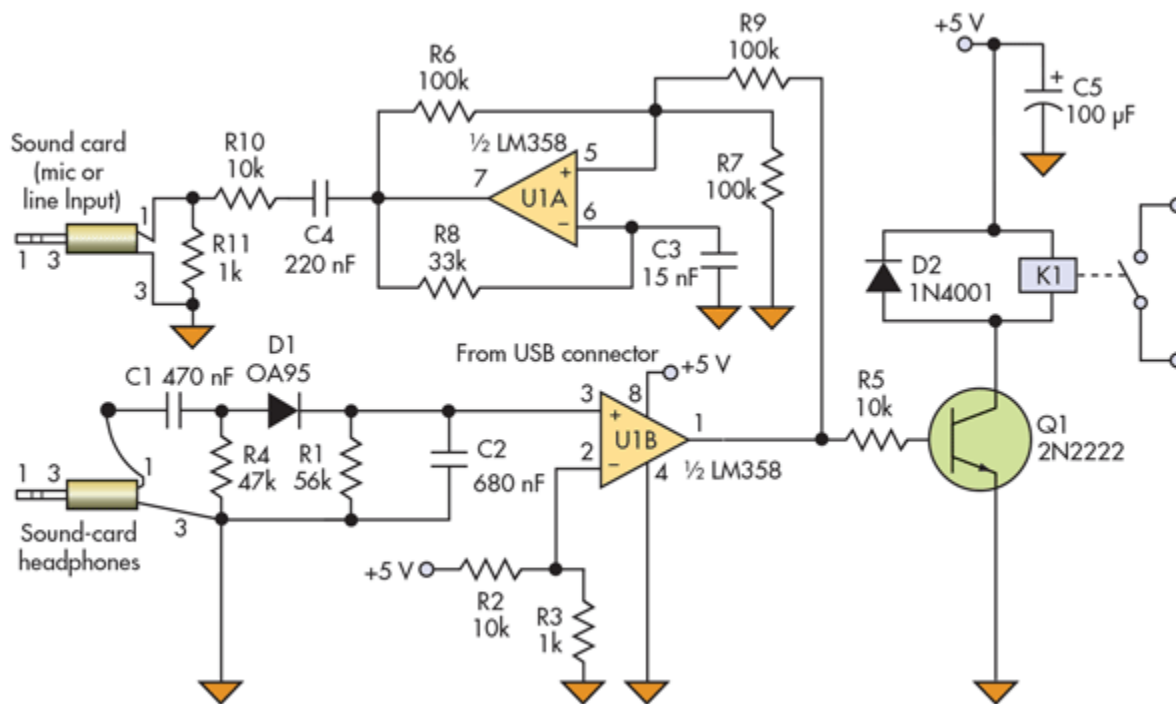 +5 V
R9
100k
R6
100k
+
C5
100 µF
Sound card
(mic or
line Input)
R10
10k
½ LM358
5
R7
100k
7
+
U1A
−
6
1
R11
1k
C4
220 nF
R8
33k
C3
15 nF
D2
1N4001
K1
1 3
3
D1
OA95
From USB connector
+5 V
C1 470 nF
3
8
1
R5
10k
+
U1B
−
2
4
½ LM358
Q1
2N2222
1 3
1
R4
47k
R1
56k
C2
680 nF
3
Sound-card
headphones
+5 V
R2
10k
R3
1k